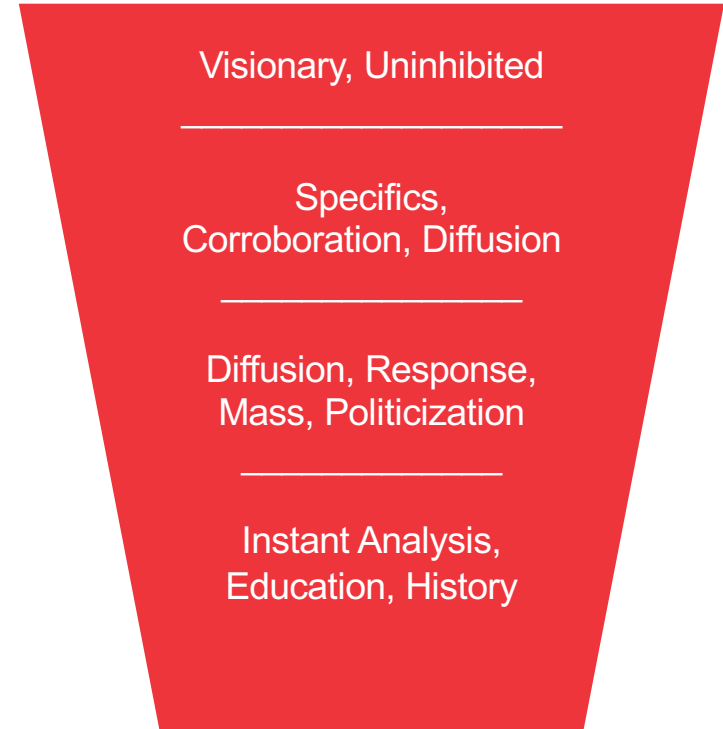 Visionary, Uninhibited
Specifics,
Corroboration, Diffusion
Diffusion, Response,
Mass, Politicization
Instant Analysis,
Education, History